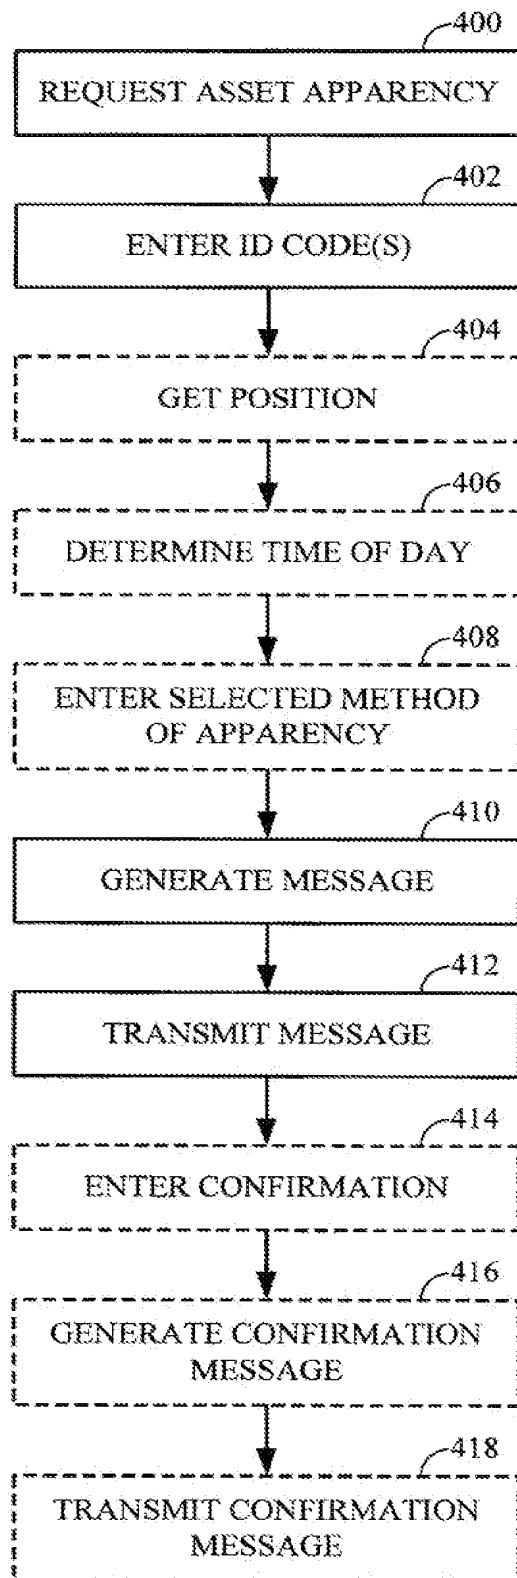 400
REQUEST ASSET APPARENCY
402
ENTER ID CODE(S)
404
GET POSITION
406
DETERMINE TIME OF DAY
408
ENTER SELECTED METHOD
OF APPARENCY
410
GENERATE MESSAGE
412
TRANSMIT MESSAGE
414
ENTER CONFIRMATION
416
GENERATE CONFIRMATION
MESSAGE
418
TRANSMIT CONFIRMATION
MESSAGE